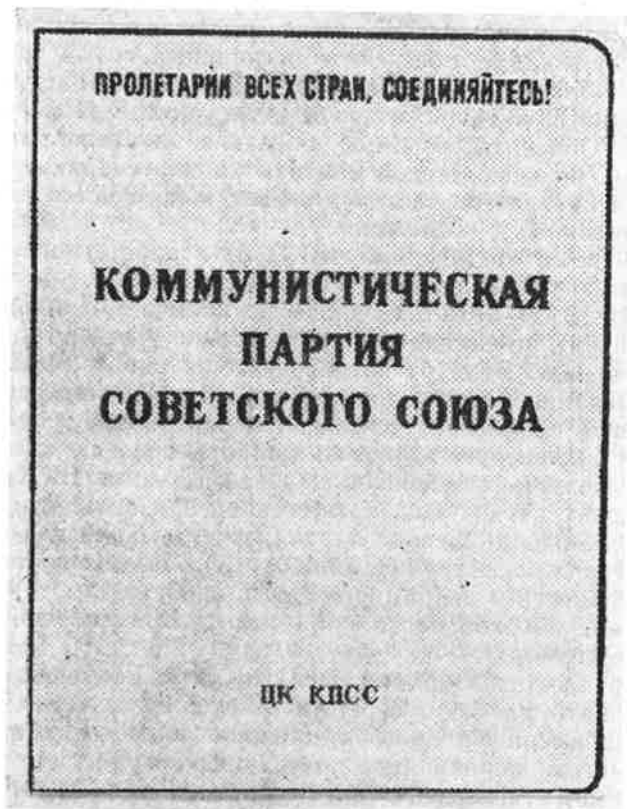 ПРОЛЕТАРИИ ВСЕХ СТРАН, СОЕДИНЯЙТЕСЬ!
КОММУНИСТИЧЕСКАЯ
ПАРТИЯ
СОВЕТСКОГО СОЮЗА
ЦК КПСС